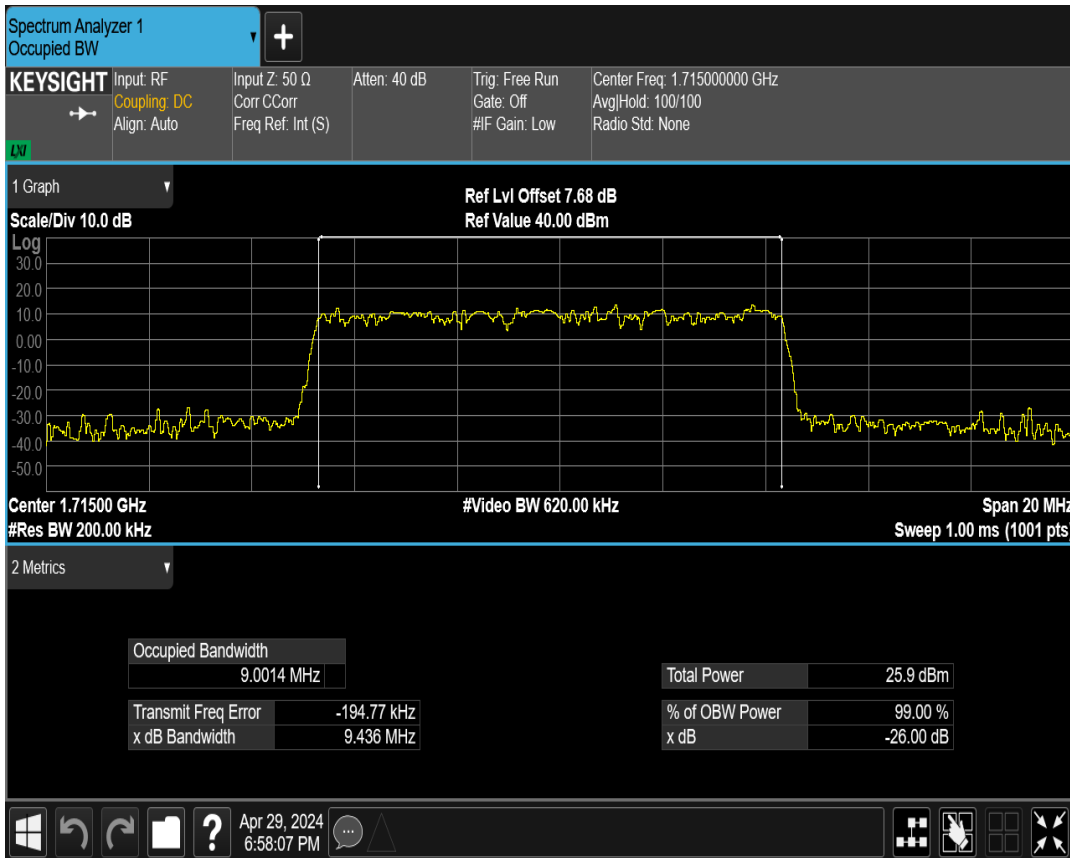 Spectrum Analyzer 1
Occupied BW
+
KEYSIGHT
LXI
Input: RF
Coupling: DC
Align: Auto
Input Z: 50 Ω
Corr CCorr
Freq Ref: Int (S)
Atten: 40 dB
Trig: Free Run
Gate: Off
#IF Gain: Low
Center Freq: 1.715000000 GHz
Avg|Hold: 100/100
Radio Std: None
1 Graph
Ref Lvl Offset 7.68 dB
Scale/Div 10.0 dB
Ref Value 40.00 dBm
Log
30.0
20.0
10.0
0.00
-10.0
-20.0
-30.0
-40.0
-50.0
Center 1.71500 GHz
#Video BW 620.00 kHz
Span 20 MHz
#Res BW 200.00 kHz
Sweep 1.00 ms (1001 pts)
2 Metrics
Occupied Bandwidth
9.0014 MHz
Total Power 25.9 dBm
Transmit Freq Error -194.77 kHz
% of OBW Power 99.00 %
x dB Bandwidth 9.436 MHz
x dB -26.00 dB
?
Apr 29, 2024
6:58:07 PM